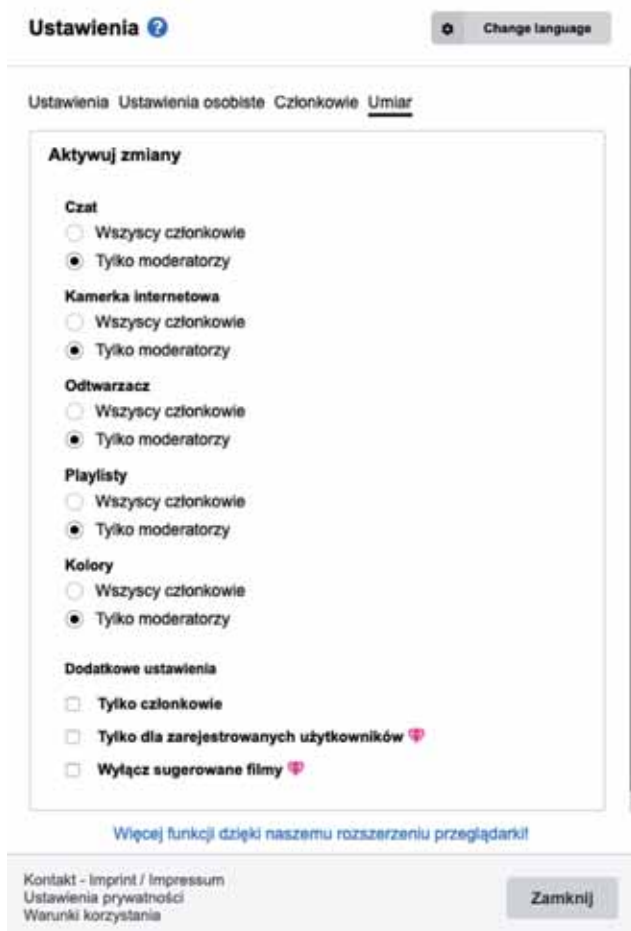 Ustawienia ?
Change language
Ustawienia Ustawienia osobiste Członkowie Umiar
Aktywuj zmiany
Czat
Wszyscy członkowie
Tylko moderatorzy
Kamerka internetowa
Wszyscy członkowie
Tylko moderatorzy
Odtwarzacz
Wszyscy członkowie
Tylko moderatorzy
Playlisty
Wszyscy członkowie
Tylko moderatorzy
Kolory
Wszyscy członkowie
Tylko moderatorzy
Dodatkowe ustawienia
Tylko członkowie
Tylko dla zarejestrowanych użytkowników
Wyłącz sugerowane filmy
Więcej funkcji dzięki naszemu rozszerzeniu przeglądarki!
Kontakt - Imprint / Impressum
Ustawienia prywatności
Warunki korzystania
Zamknij